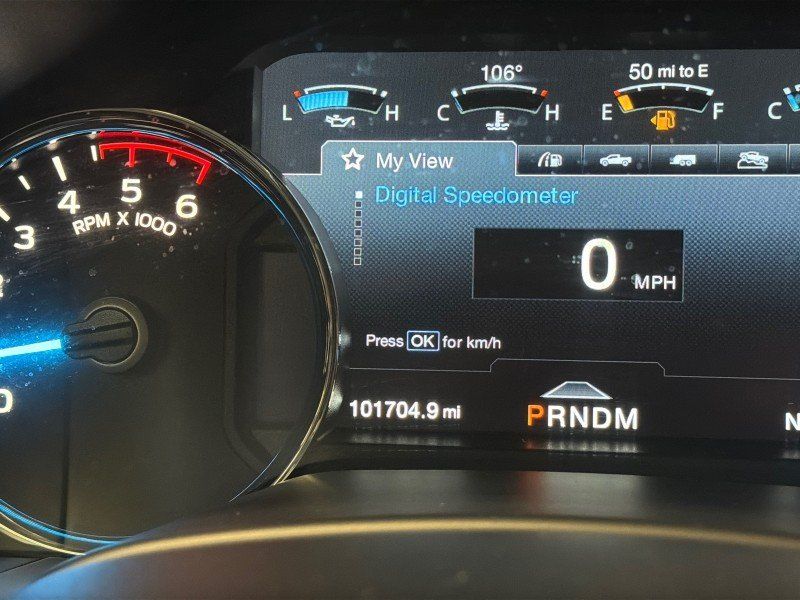 106°
50 mi to E
L H
C H
E F
C
My View
Digital Speedometer
0 MPH
Press OK for km/h
101704.9 mi
PRNDM
N
3 4 5 6
RPM X 1000
0